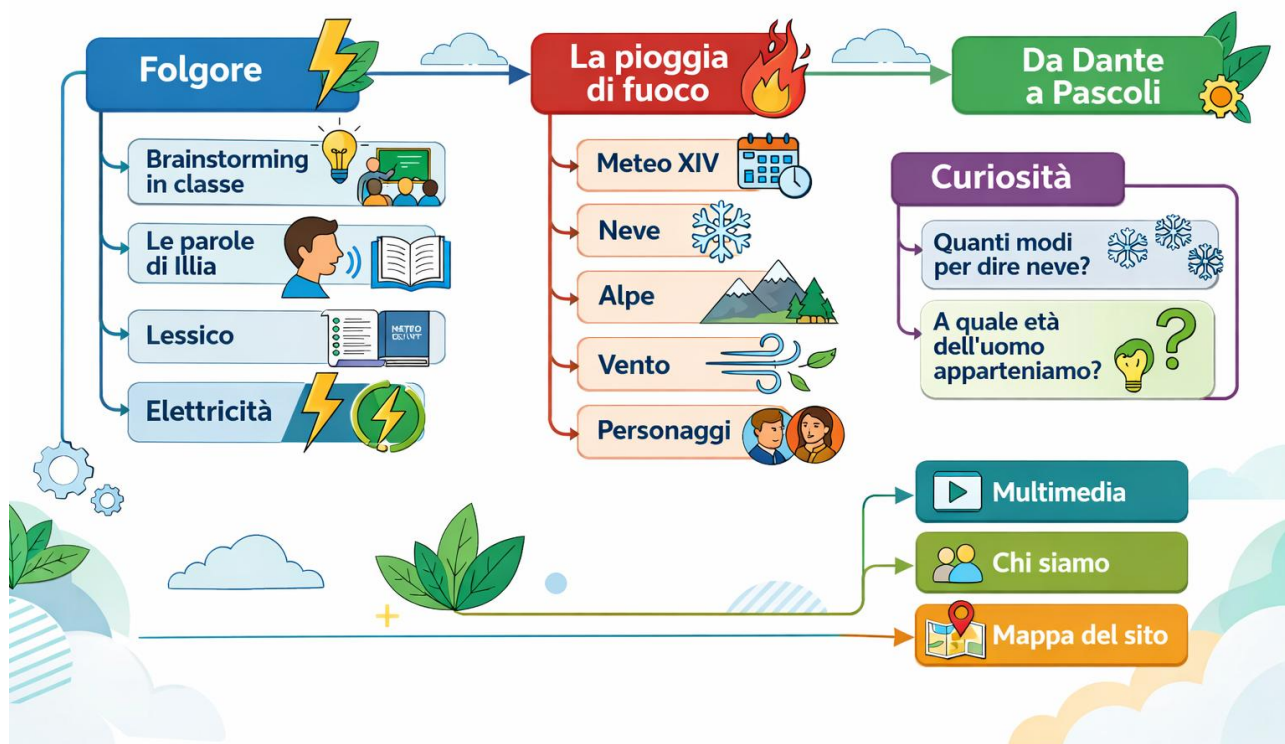 Folgore
La pioggia
di fuoco
Da Dante
a Pascoli
Brainstorming
in classe
Le parole
di Illia
Lessico
Elettricità
Meteo XIV
Neve
Alpe
Vento
Personaggi
Curiosità
Quanti modi
per dire neve?
A quale età
dell'uomo
apparteniamo?
Multimedia
Chi siamo
Mappa del sito